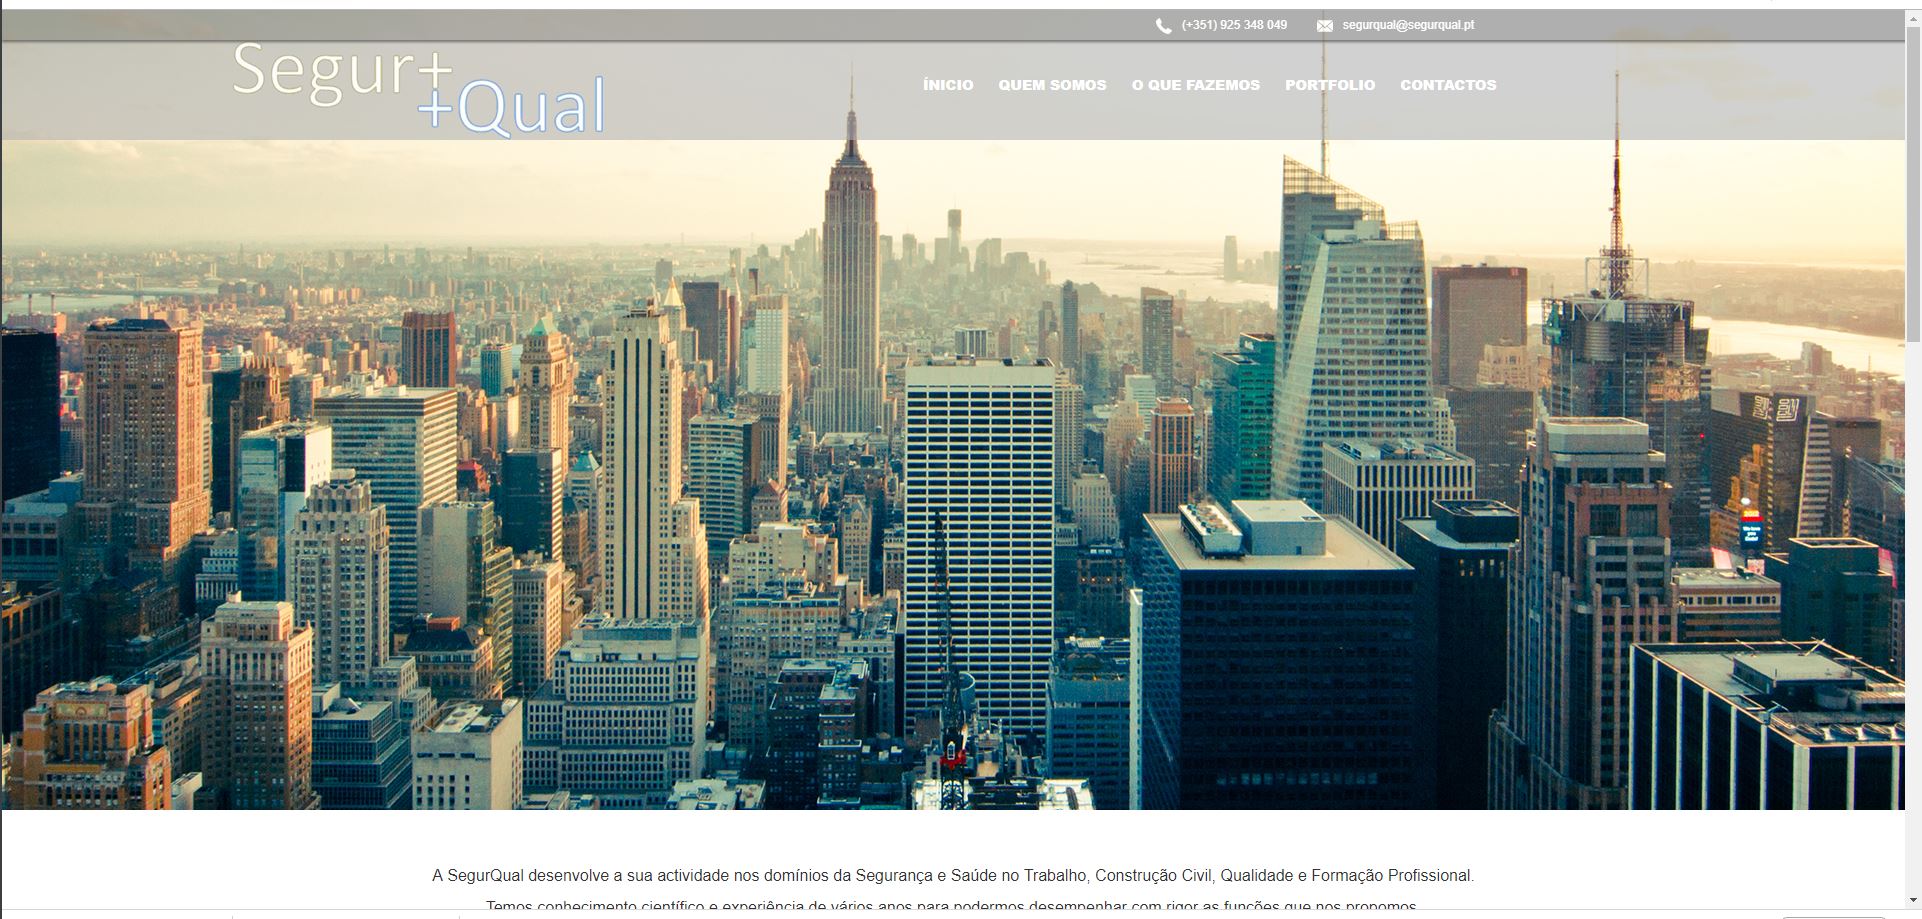 (+351) 925 348 049 segurqual@segurqual.pt
Segur+
+Qual
ÍNICIO QUEM SOMOS O QUE FAZEMOS PORTFOLIO CONTACTOS
A SegurQual desenvolve a sua actividade nos domínios da Segurança e Saúde no Trabalho, Construção Civil, Qualidade e Formação Profissional.
Temos conhecimento científico e experiência de vários anos para podermos desempenhar com rigor as funções que nos propomos.